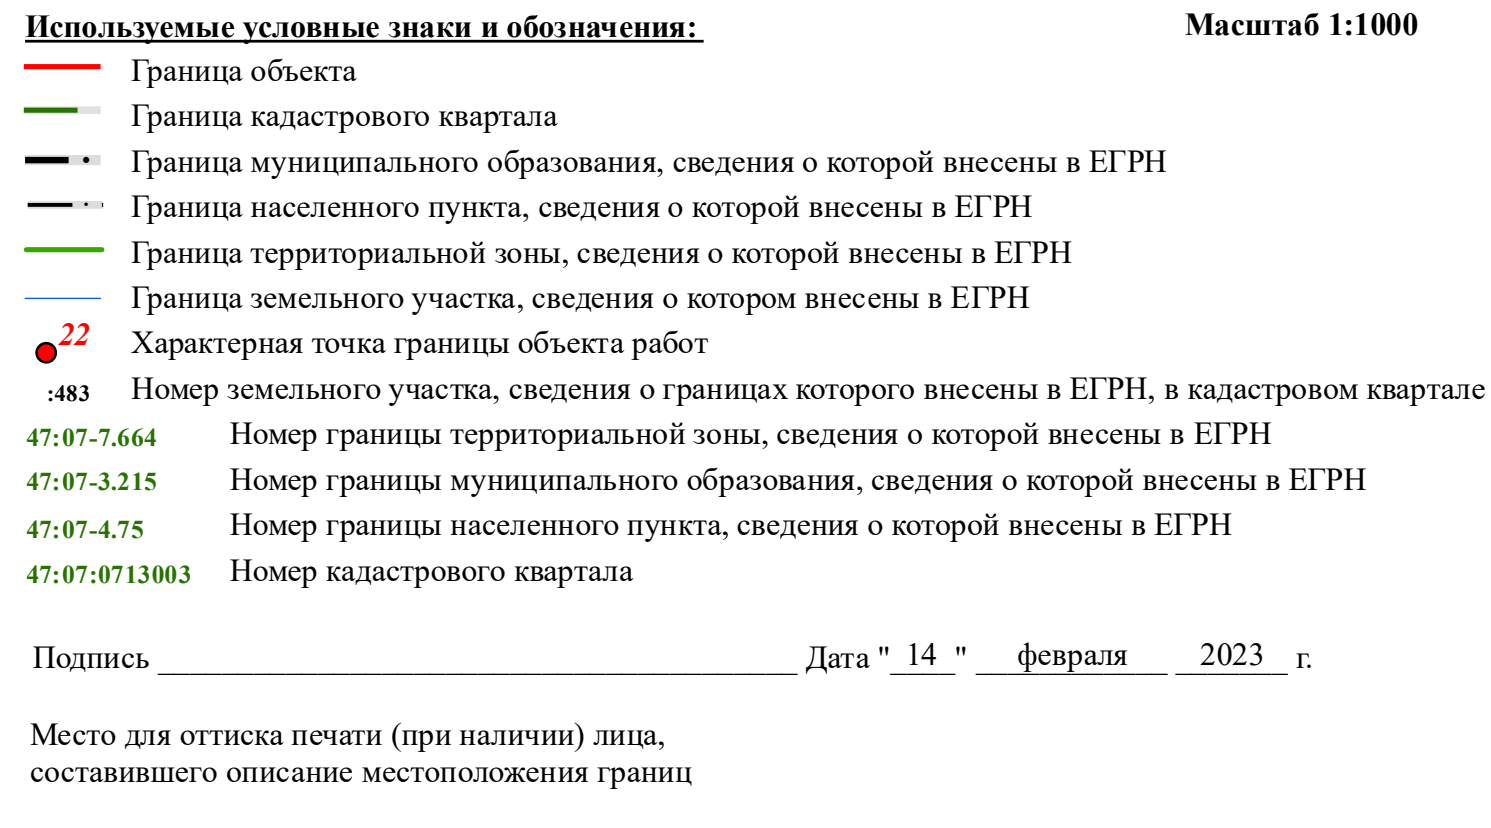 Используемые условные знаки и обозначения:
Масштаб 1:1000
Граница объекта
Граница кадастрового квартала
Граница муниципального образования, сведения о которой внесены в ЕГРН
Граница населенного пункта, сведения о которой внесены в ЕГРН
Граница территориальной зоны, сведения о которой внесены в ЕГРН
Граница земельного участка, сведения о котором внесены в ЕГРН
22 Характерная точка границы объекта работ
:483 Номер земельного участка, сведения о границах которого внесены в ЕГРН, в кадастровом квартале
47:07-7.664 Номер границы территориальной зоны, сведения о которой внесены в ЕГРН
47:07-3.215 Номер границы муниципального образования, сведения о которой внесены в ЕГРН
47:07-4.75 Номер границы населенного пункта, сведения о которой внесены в ЕГРН
47:07:0713003 Номер кадастрового квартала
Подпись ________________________________________ Дата "14" февраля 2023 г.
Место для оттиска печати (при наличии) лица,
составившего описание местоположения границ